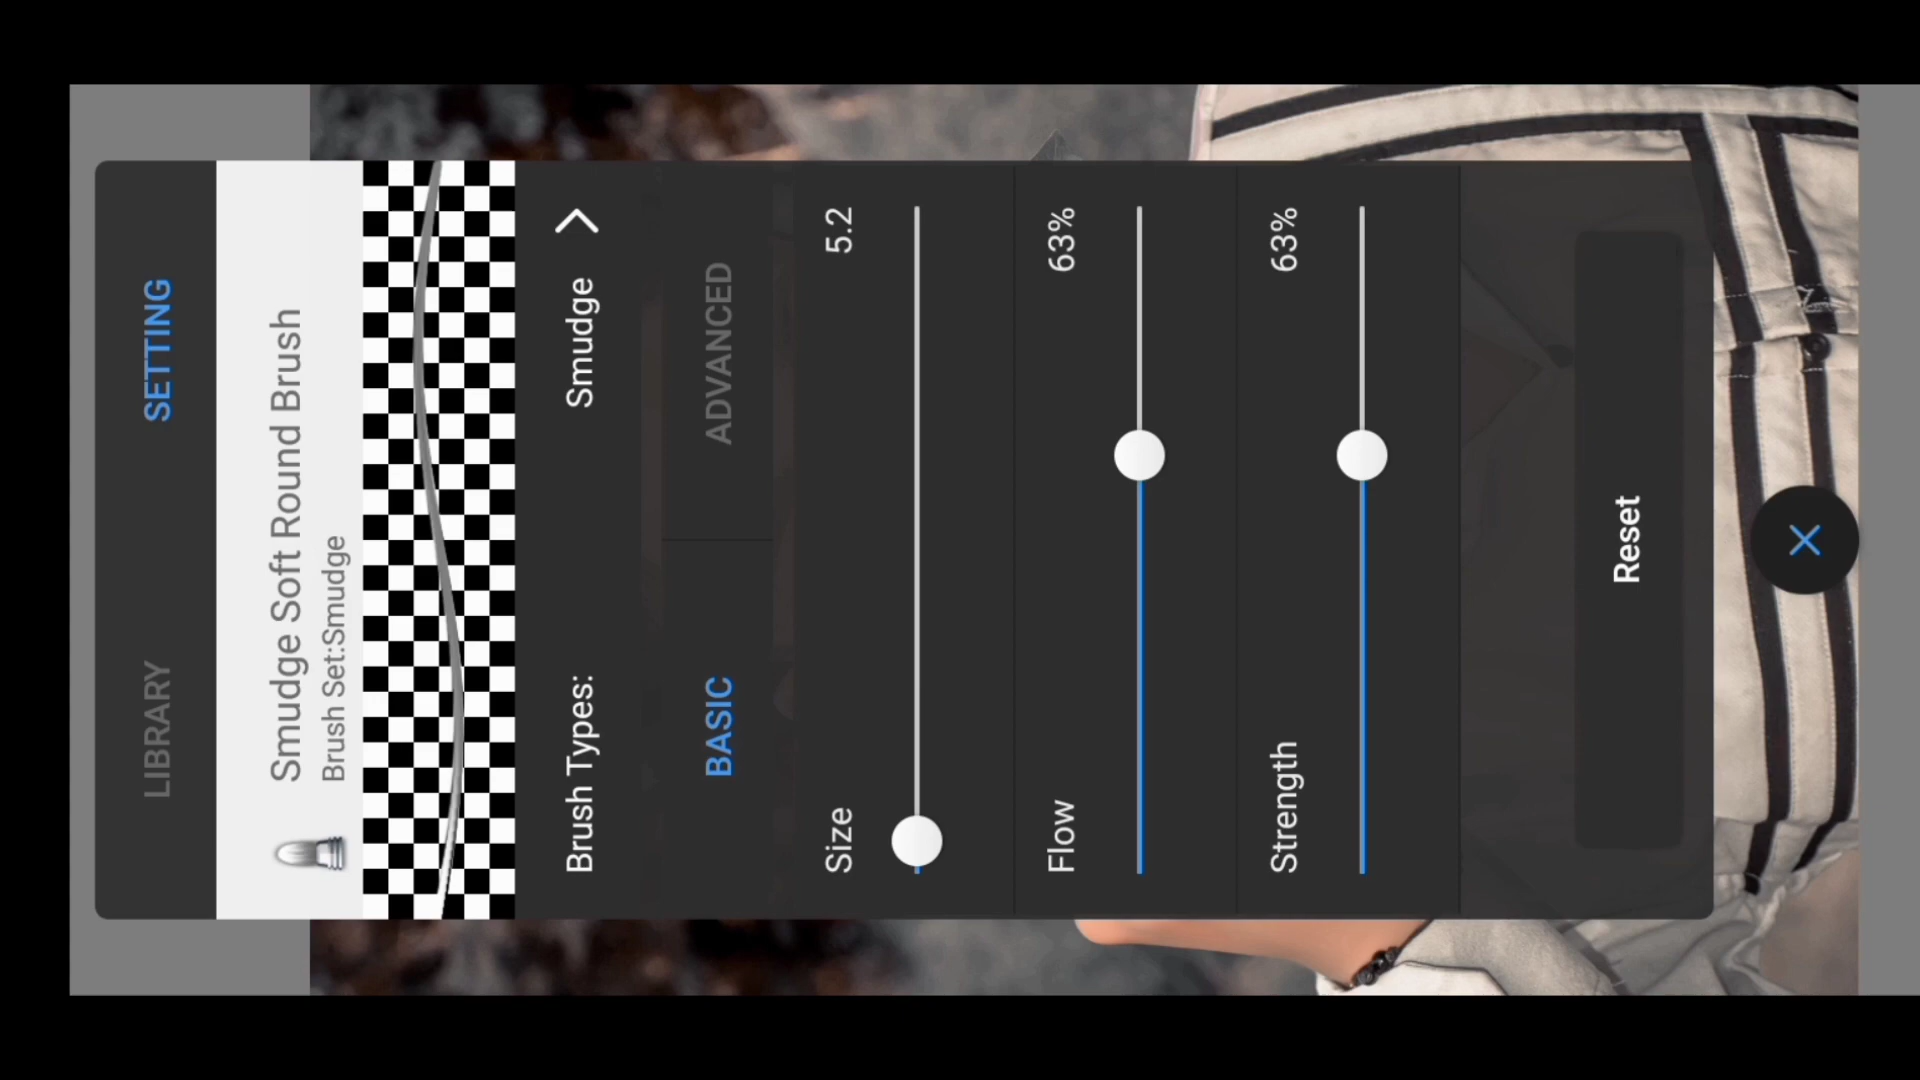 LIBRARY SETTING
Smudge Soft Round Brush
Brush Set:Smudge
Brush Types: Smudge
BASIC ADVANCED
Size 5.2
Flow 63%
Strength 63%
Reset